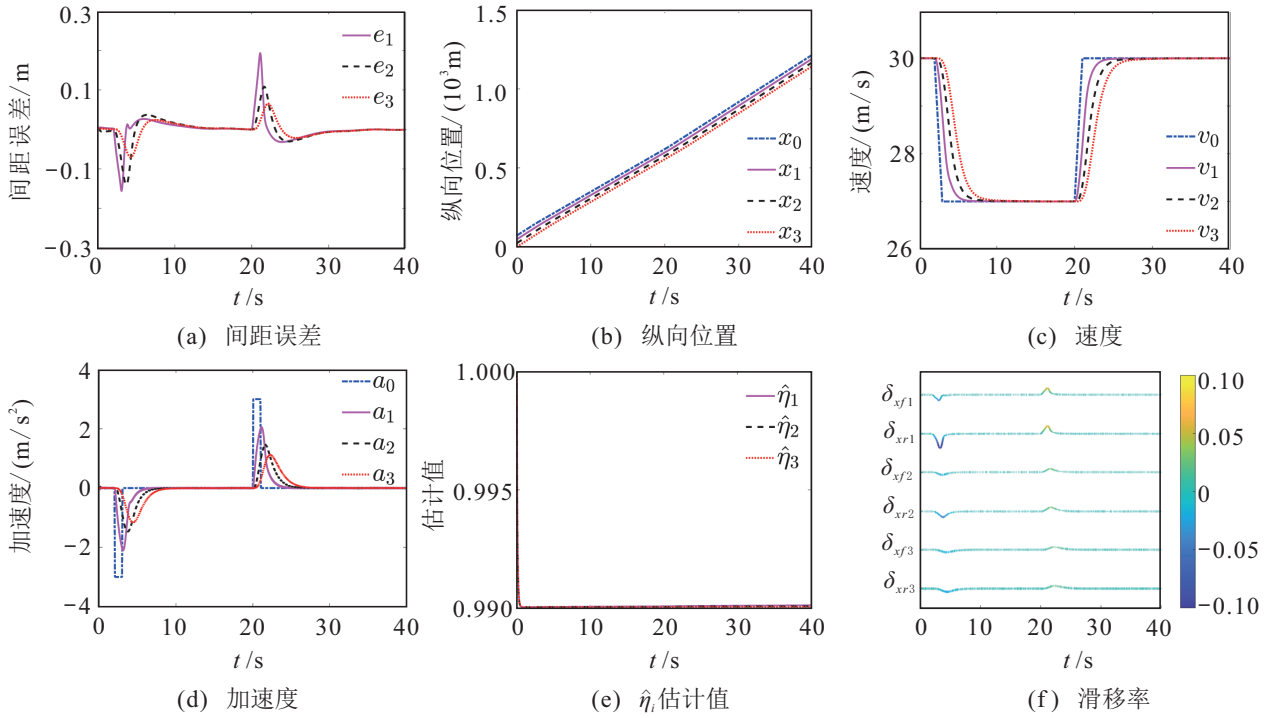 0.3
0.1
−0.1
−0.3
间距误差/m
e₁
e₂
e₃
0 10 20 30 40
t/s
(a) 间距误差
1.5
1.0
0.5
0
纵向位置/(10³m)
x₀
x₁
x₂
x₃
0 10 20 30 40
t/s
(b) 纵向位置
30
28
26
速度/(m/s)
v₀
v₁
v₂
v₃
10 20 30 40
t/s
(c) 速度
4
2
0
−2
−4
加速度/(m/s²)
a₀
a₁
a₂
a₃
0 10 20 30 40
t/s
(d) 加速度
1.000
0.995
0.990
估计值
η̂₁
η̂₂
η̂₃
0 10 20 30 40
t/s
(e) η̂ᵢ估计值
δxf1
δxr1
δxf2
δxr2
δxf3
δxr3
0.10
0.05
0
−0.05
−0.10
0 10 20 30 40
t/s
(f) 滑移率